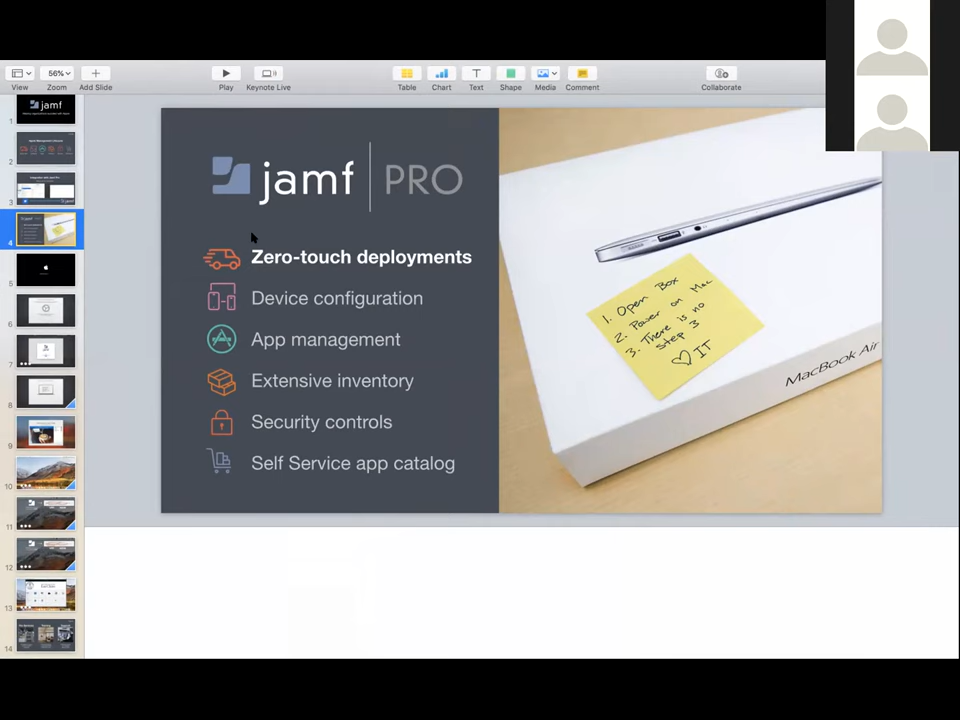 View
56%
Zoom
Add Slide
Play
Keynote Live
Table
Chart
Text
Shape
Media
Comment
Collaborate
jamf
1
2
3
4
5
6
7
8
9
10
11
12
13
14
jamf PRO
Zero-touch deployments
Device configuration
App management
Extensive inventory
Security controls
Self Service app catalog
1. Open Box
2. Power on Mac
3. There is no
step 3
♡ IT
MacBook Air